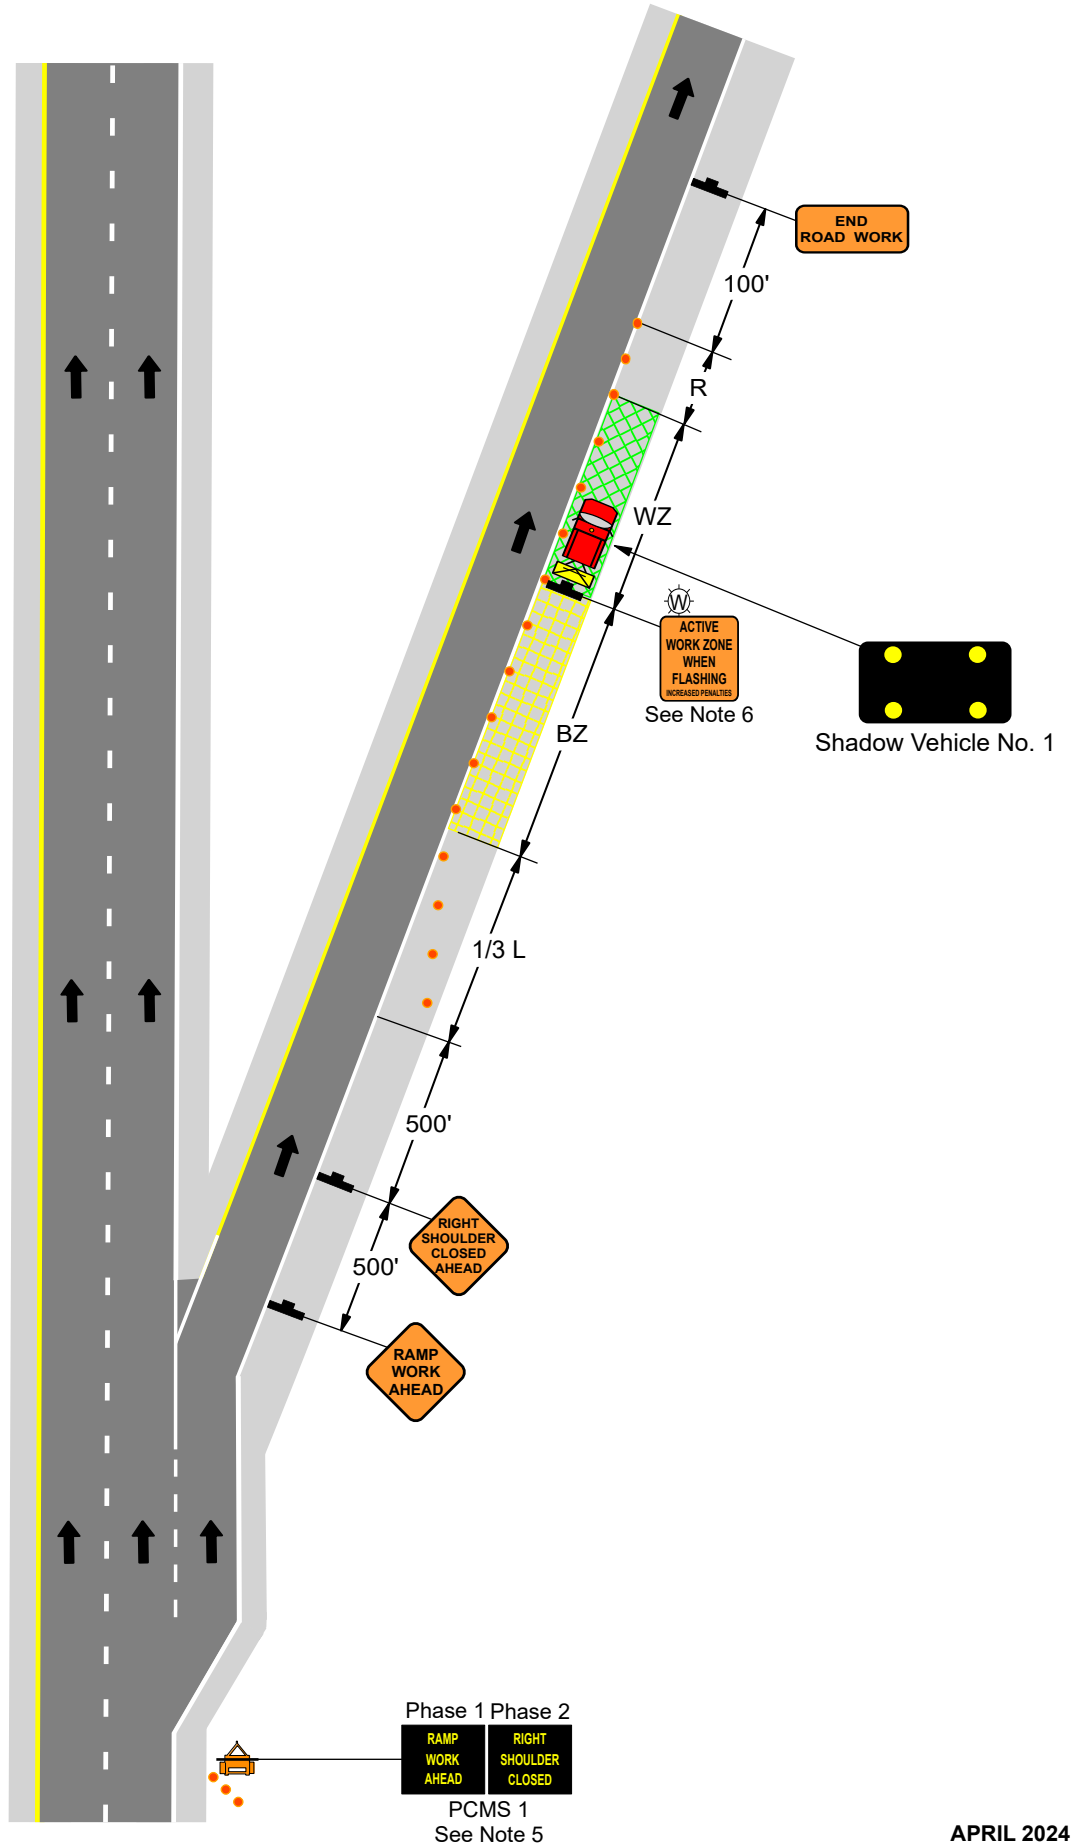 END
ROAD WORK
100'
R
WZ
W
ACTIVE
WORK ZONE
WHEN
FLASHING
INCREASED PENALTIES
See Note 6
BZ
Shadow Vehicle No. 1
1/3 L
500'
RIGHT
SHOULDER
CLOSED
AHEAD
500'
RAMP
WORK
AHEAD
Phase 1 Phase 2
RAMP
WORK
AHEAD
RIGHT
SHOULDER
CLOSED
PCMS 1
See Note 5
APRIL 2024